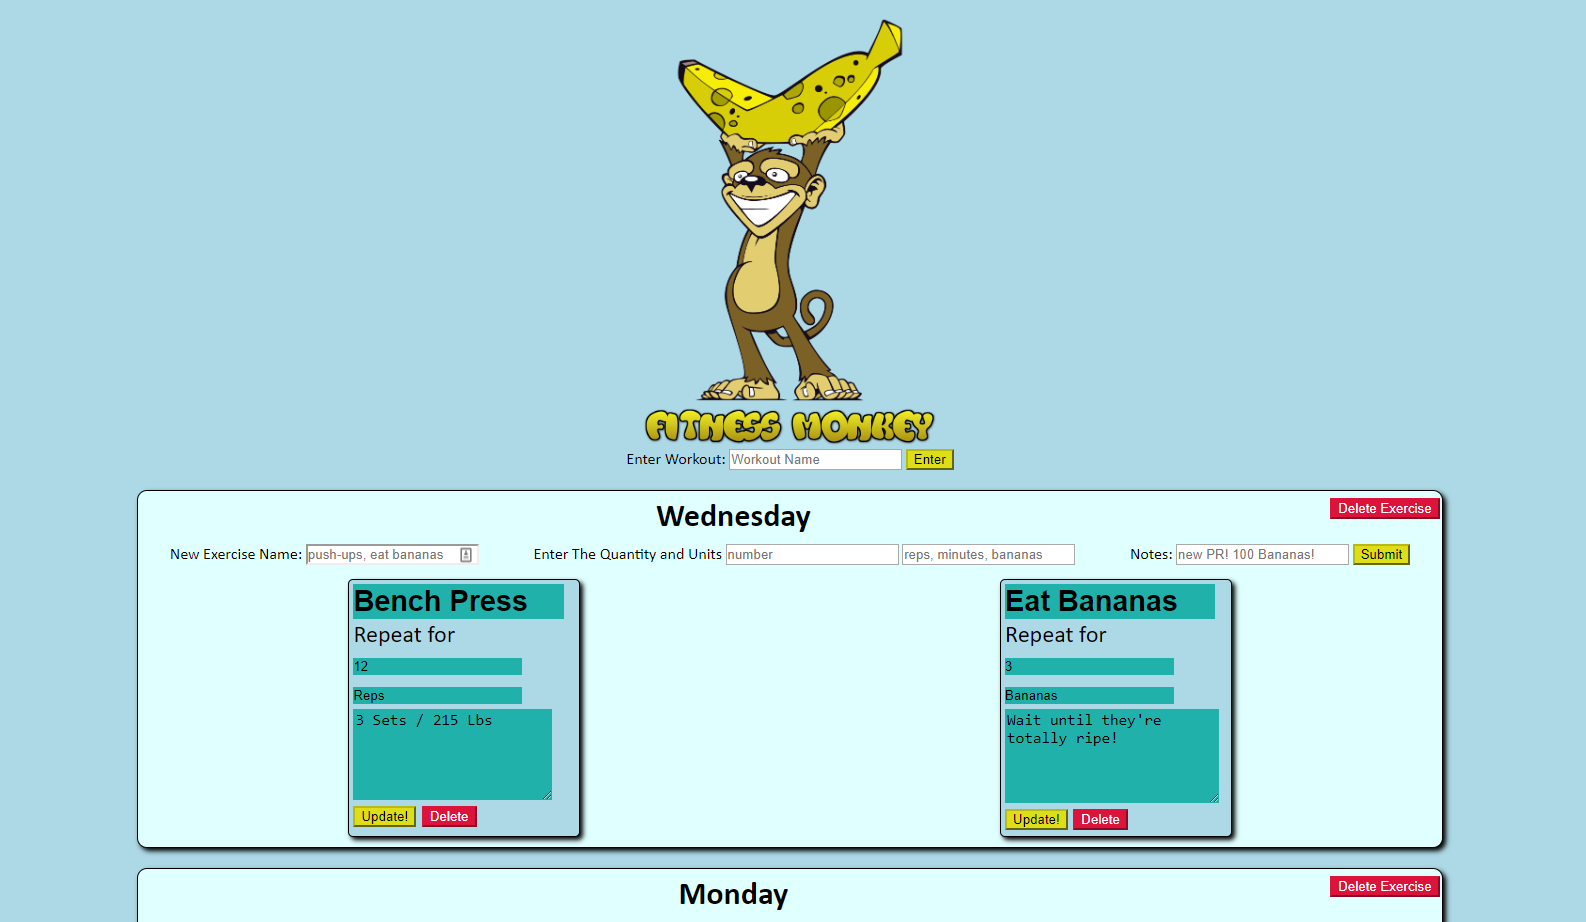 FITNESS MONKEY
Enter Workout: Workout Name Enter
Wednesday
Delete Exercise
New Exercise Name: push-ups, eat bananas Enter The Quantity and Units number reps, minutes, bananas Notes: new PR! 100 Bananas! Submit
Bench Press
Repeat for
12
Reps
3 Sets / 215 Lbs
Update! Delete
Eat Bananas
Repeat for
3
Bananas
Wait until they're
totally ripe!
Update! Delete
Monday
Delete Exercise